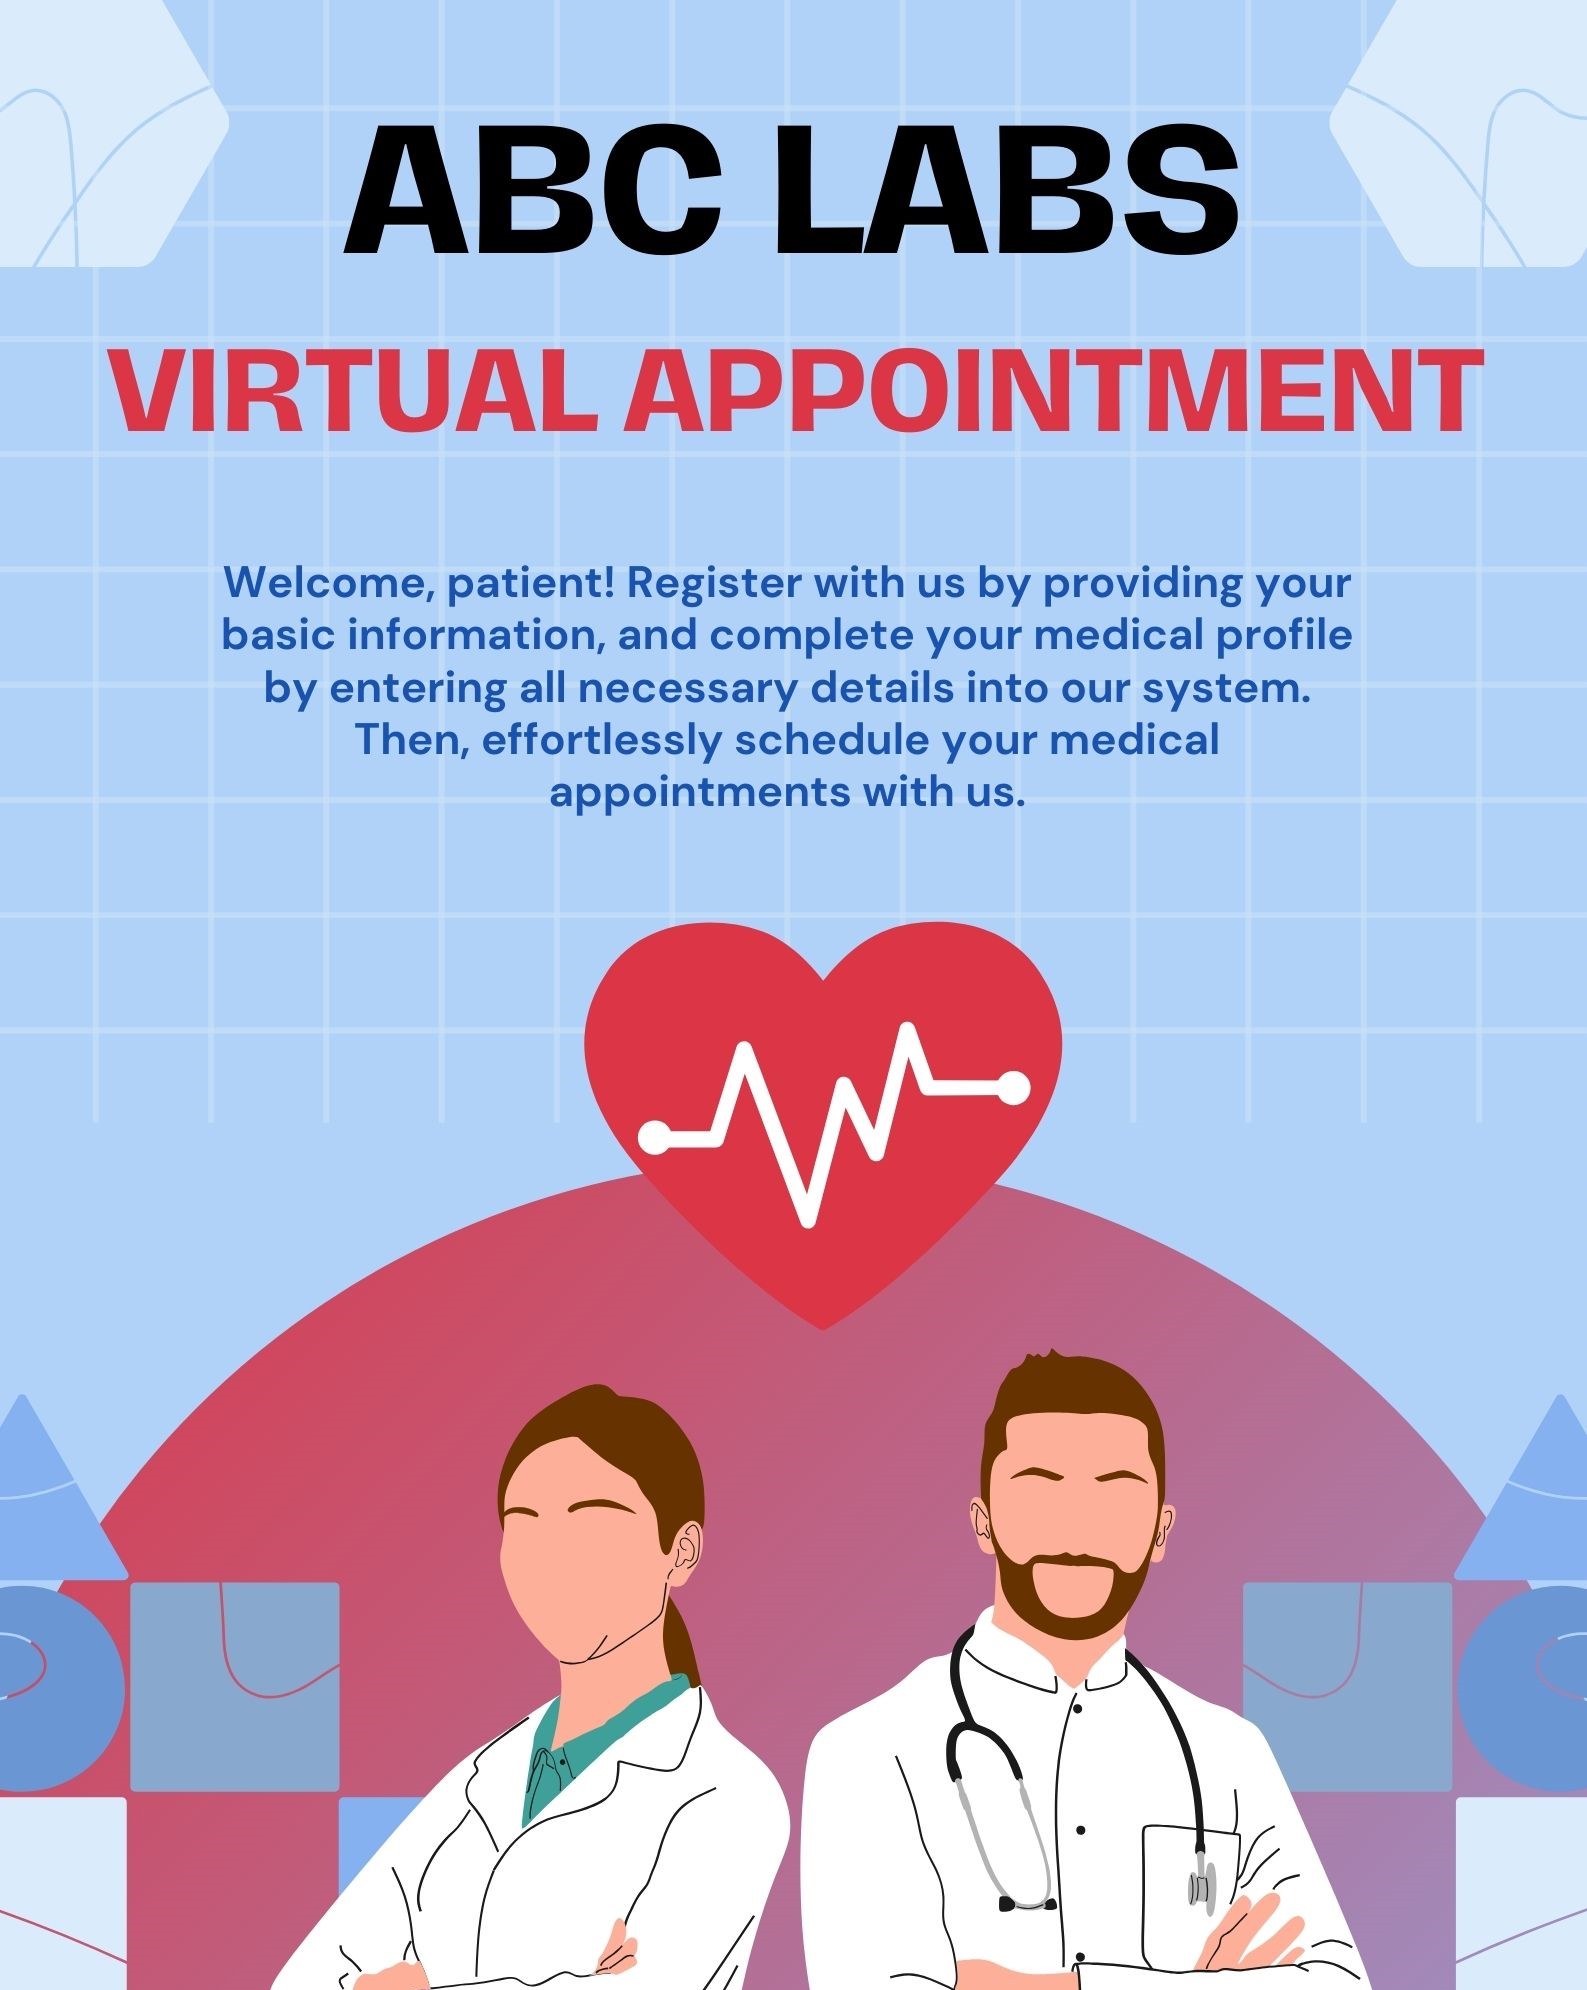 ABC LABS
VIRTUAL APPOINTMENT
Welcome, patient! Register with us by providing your
basic information, and complete your medical profile
by entering all necessary details into our system.
Then, effortlessly schedule your medical
appointments with us.